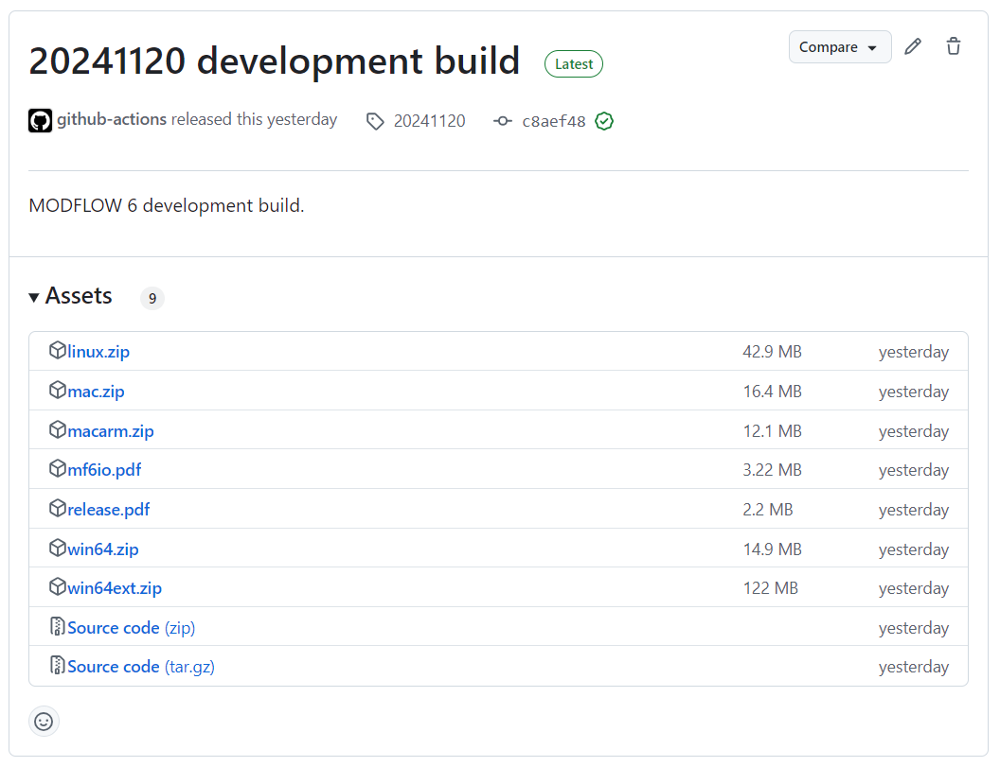 20241120 development build Latest Compare
github-actions released this yesterday 20241120 c8aef48
MODFLOW 6 development build.
Assets 9
linux.zip 42.9 MB yesterday
mac.zip 16.4 MB yesterday
macarm.zip 12.1 MB yesterday
mf6io.pdf 3.22 MB yesterday
release.pdf 2.2 MB yesterday
win64.zip 14.9 MB yesterday
win64ext.zip 122 MB yesterday
Source code (zip) yesterday
Source code (tar.gz) yesterday